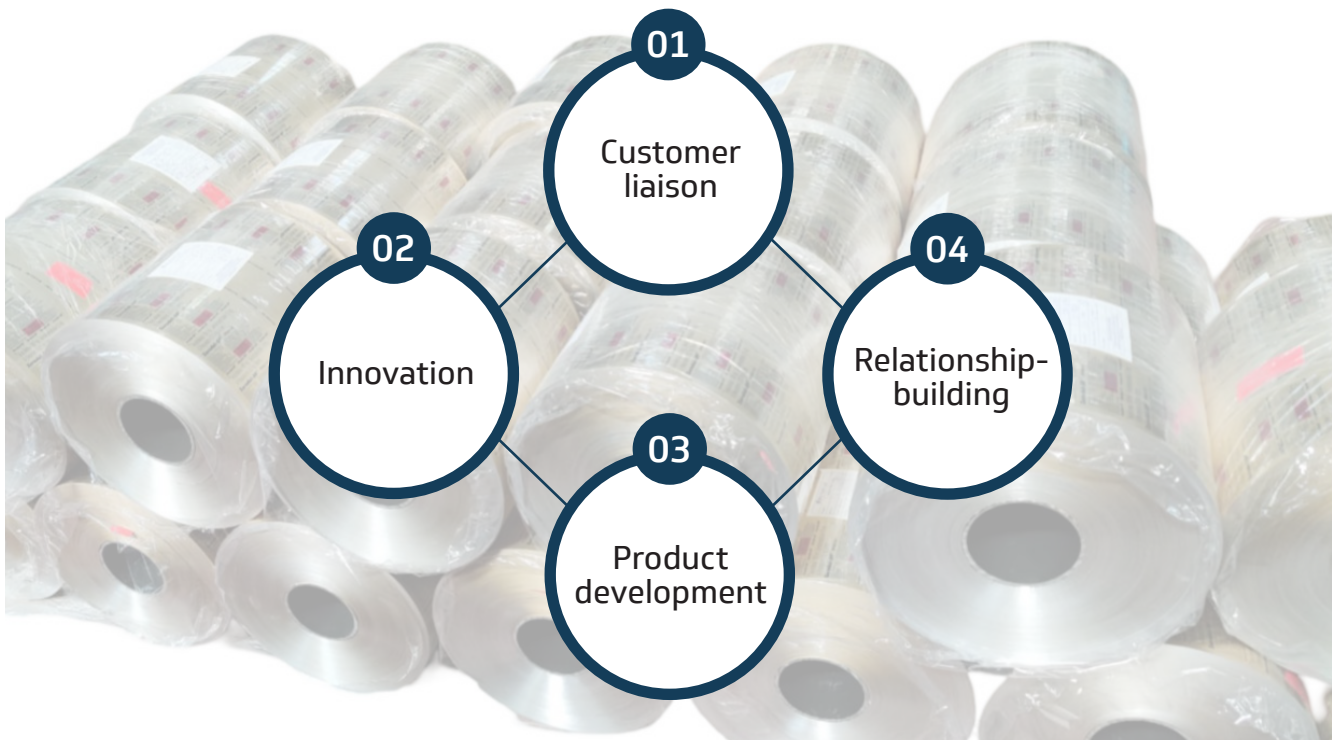 01
Customer
liaison
02
Innovation
03
Product
development
04
Relationship-
building